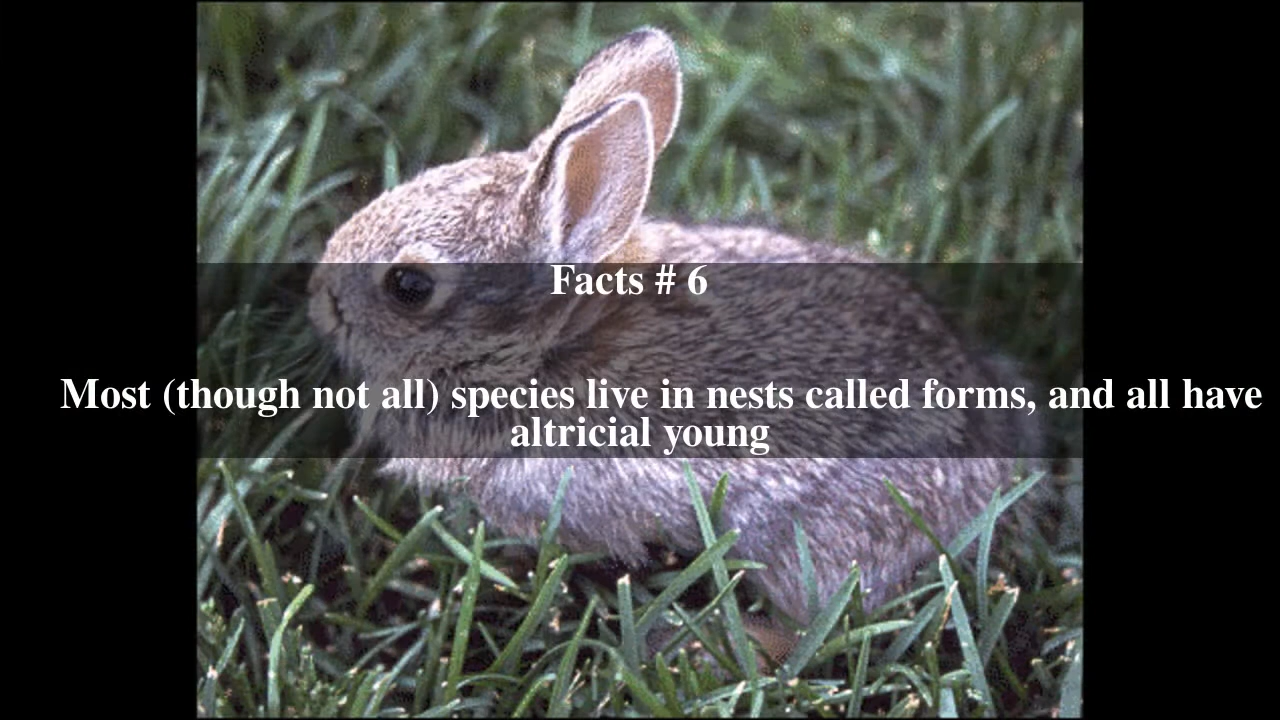 Facts # 6
Most (though not all) species live in nests called forms, and all have
altricial young